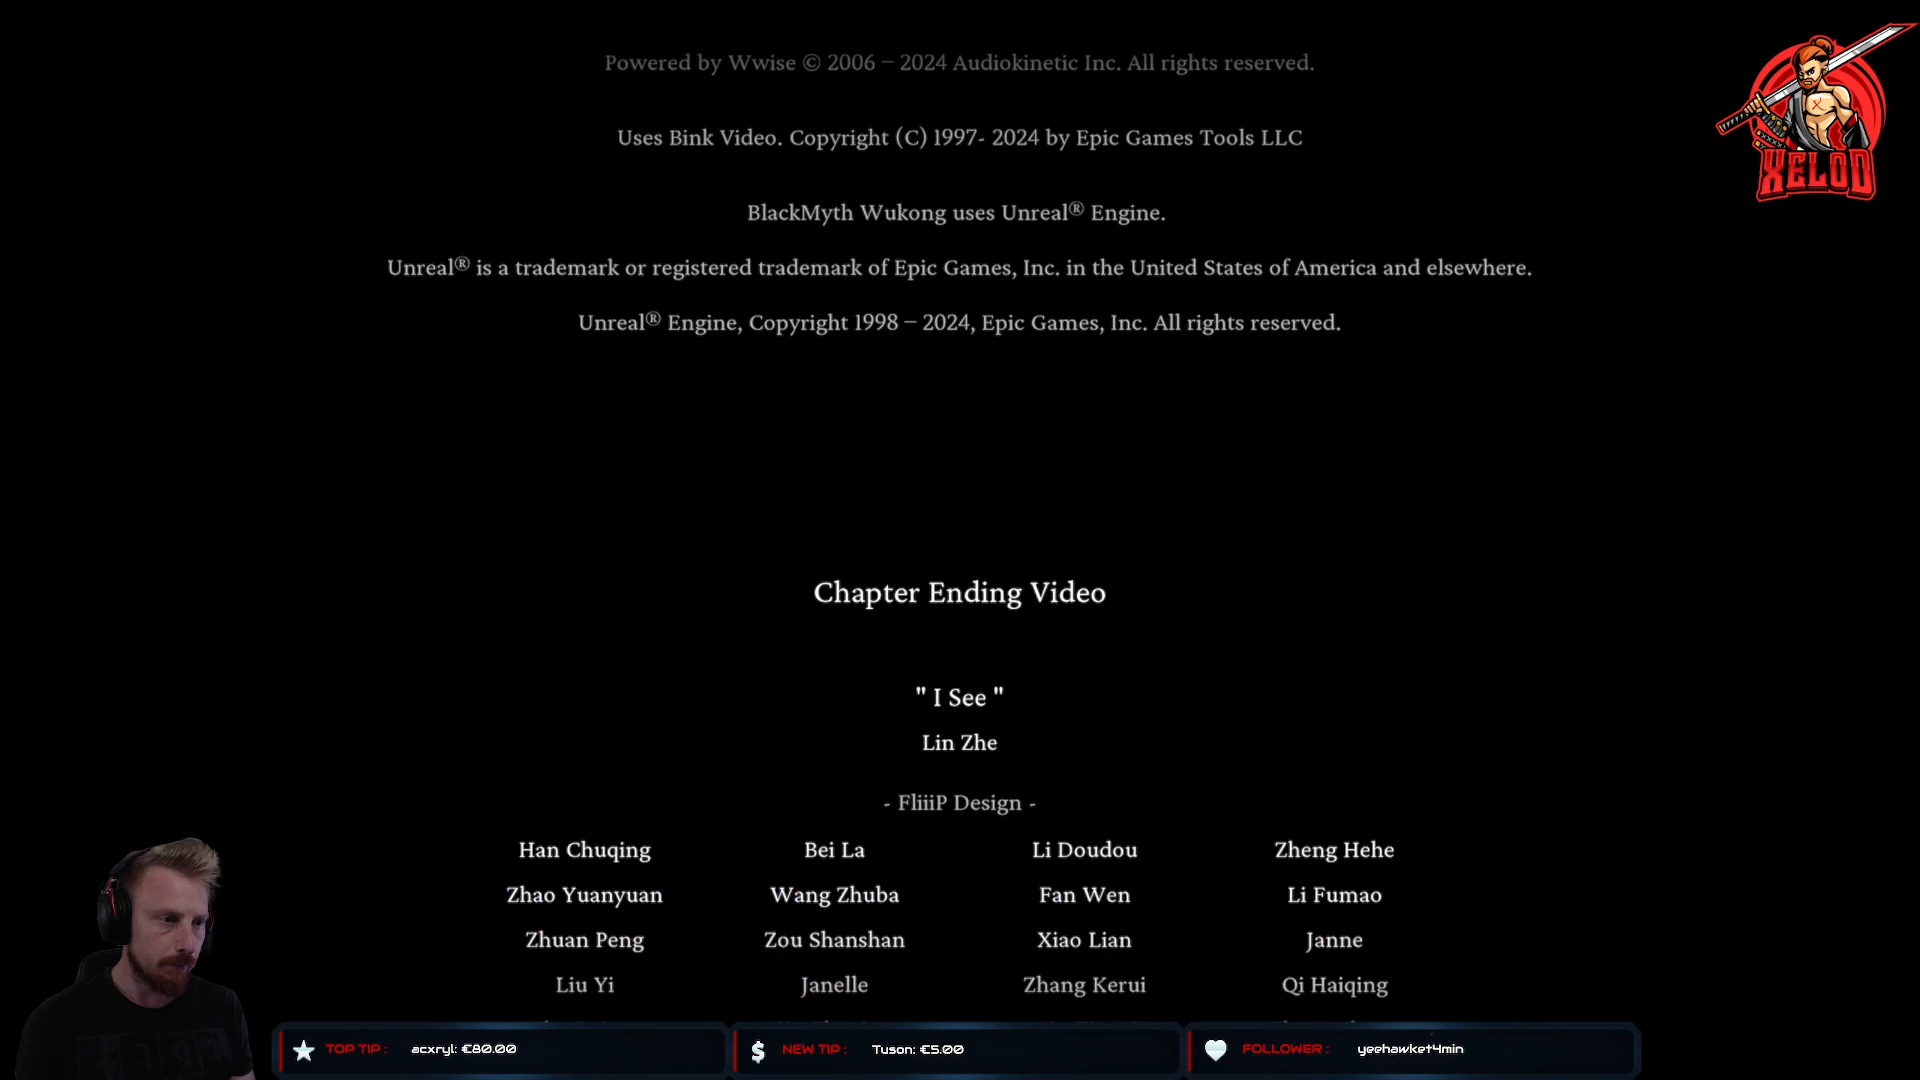 Powered by Wwise © 2006 – 2024 Audiokinetic Inc. All rights reserved.
Uses Bink Video. Copyright (C) 1997- 2024 by Epic Games Tools LLC
BlackMyth Wukong uses Unreal® Engine.
Unreal® is a trademark or registered trademark of Epic Games, Inc. in the United States of America and elsewhere.
Unreal® Engine, Copyright 1998 – 2024, Epic Games, Inc. All rights reserved.
XELOD
Chapter Ending Video
" I See "
Lin Zhe
- FliiiP Design -
Han Chuqing Bei La Li Doudou Zheng Hehe
Zhao Yuanyuan Wang Zhuba Fan Wen Li Fumao
Zhuan Peng Zou Shanshan Xiao Lian Janne
Liu Yi Janelle Zhang Kerui Qi Haiqing
TOP TIP : acxryl: €80.00 NEW TIP : Tuson: €5.00 FOLLOWER : yeehawket4min